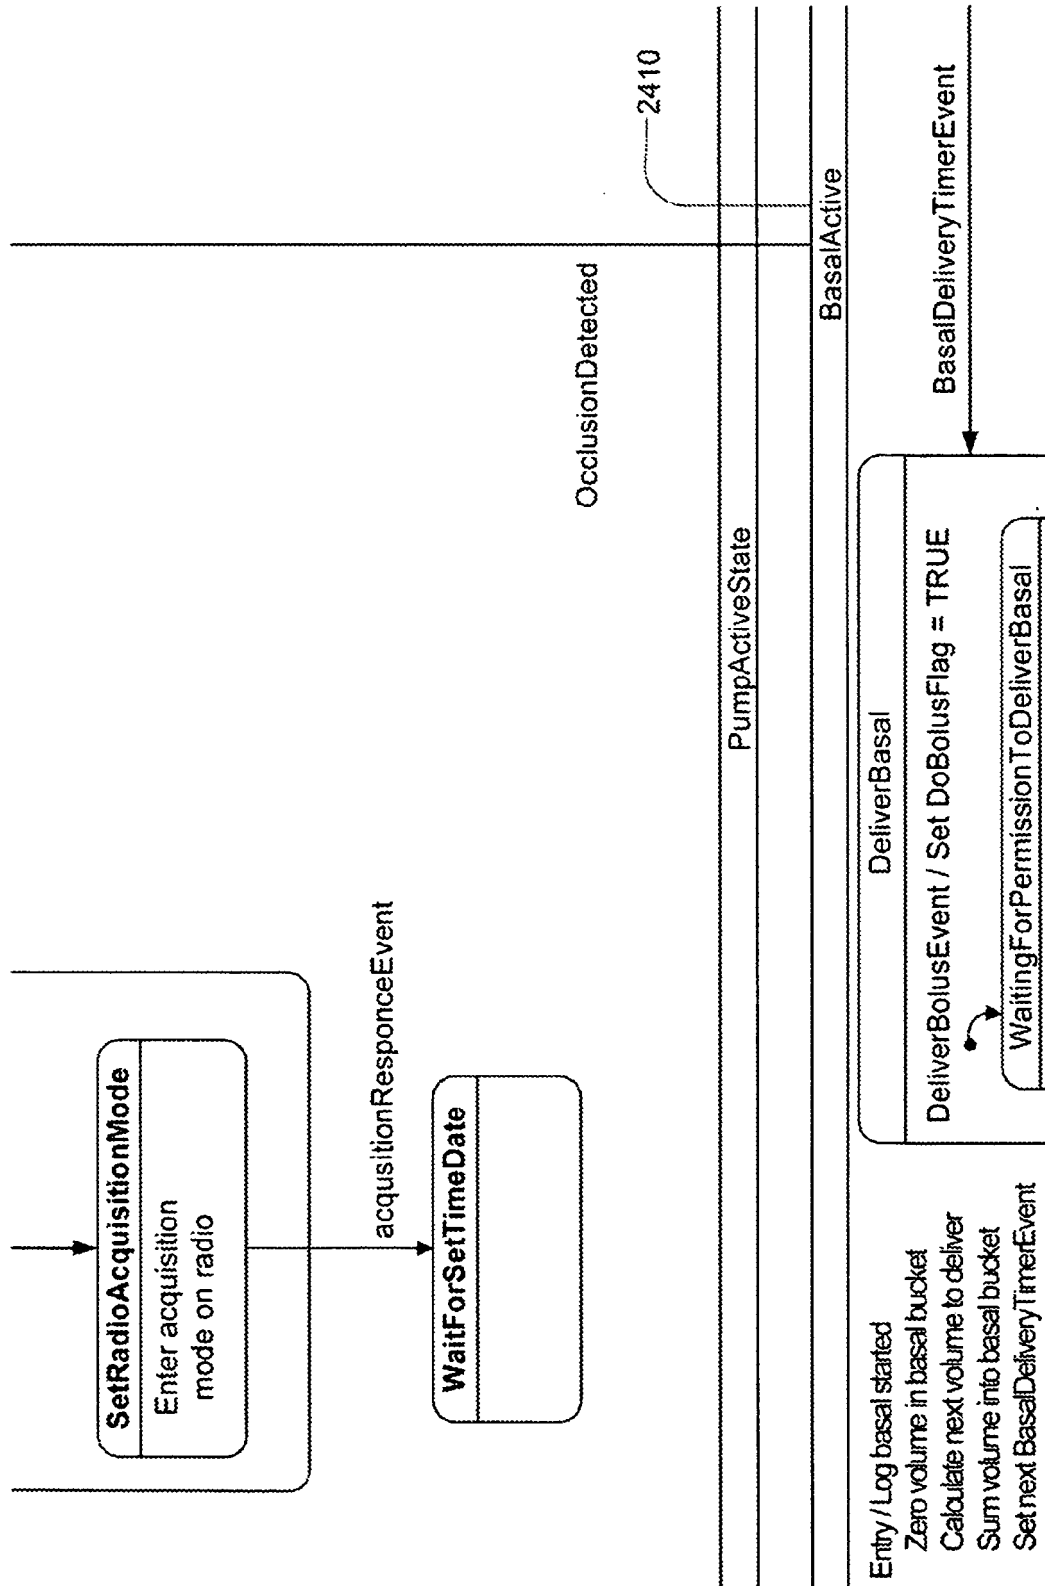 SetRadioAcquisitionMode
Enter acquisition
mode on radio
acqusitionResponceEvent
WaitForSetTimeDate
OcclusionDetected
2410
PumpActiveState
BasalActive
Entry / Log basal started
Zero volume in basal bucket
Calculate next volume to deliver
Sum volume into basal bucket
Set next BasalDeliveryTimerEvent
DeliverBasal
DeliverBolusEvent / Set DoBolusFlag = TRUE
WaitingForPermissionToDeliverBasal
BasalDeliveryTimerEvent